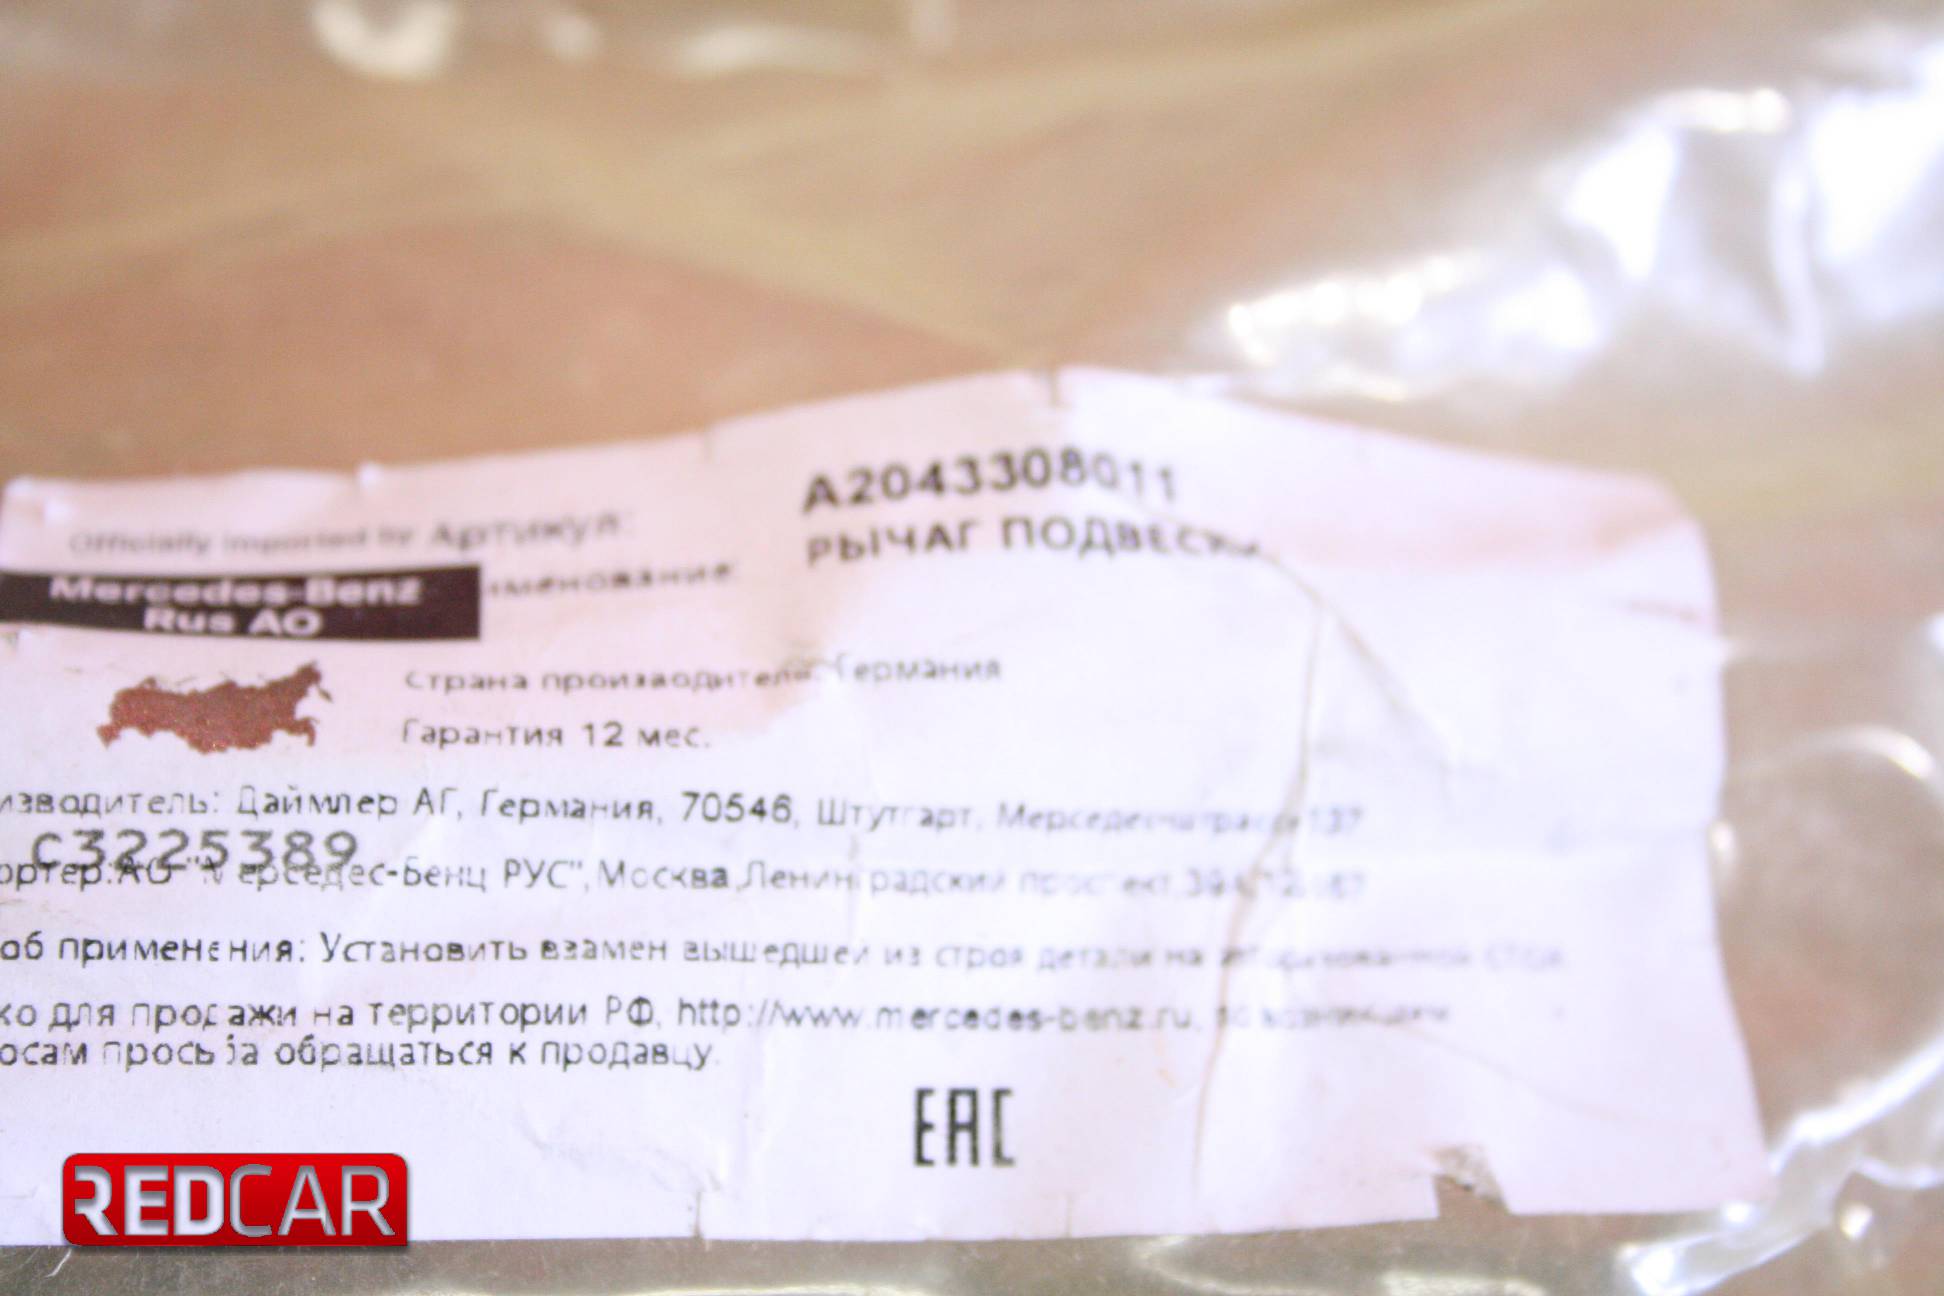 Officially imported by Артикул: A2043308011
Mercedes-Benz
Rus AO
именование: РЫЧАГ ПОДВЕСКИ
Страна производитель: Германия
Гарантия 12 мес.
изводитель: Даймлер АГ, Германия, 70546, Штутгарт, Мерседесштрассе 137
C3225389
ортер:АО "Мерседес-Бенц РУС",Москва,Ленинградский проспект,39А
об применения: Установить взамен вышедшей из строя детали на
ко для продажи на территории РФ, http://www.mercedes-benz.ru, по
осам просьба обращаться к продавцу.
EAC
REDCAR